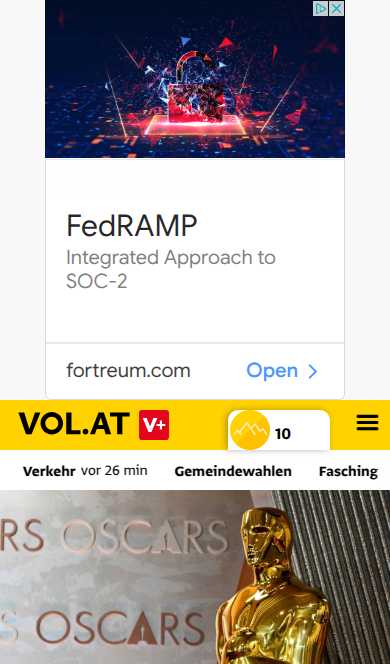 FedRAMP
Integrated Approach to
SOC-2
fortreum.com Open
VOL.AT V+ 10
Verkehr vor 26 min Gemeindewahlen Fasching
RS OSCARS
S OSCARS